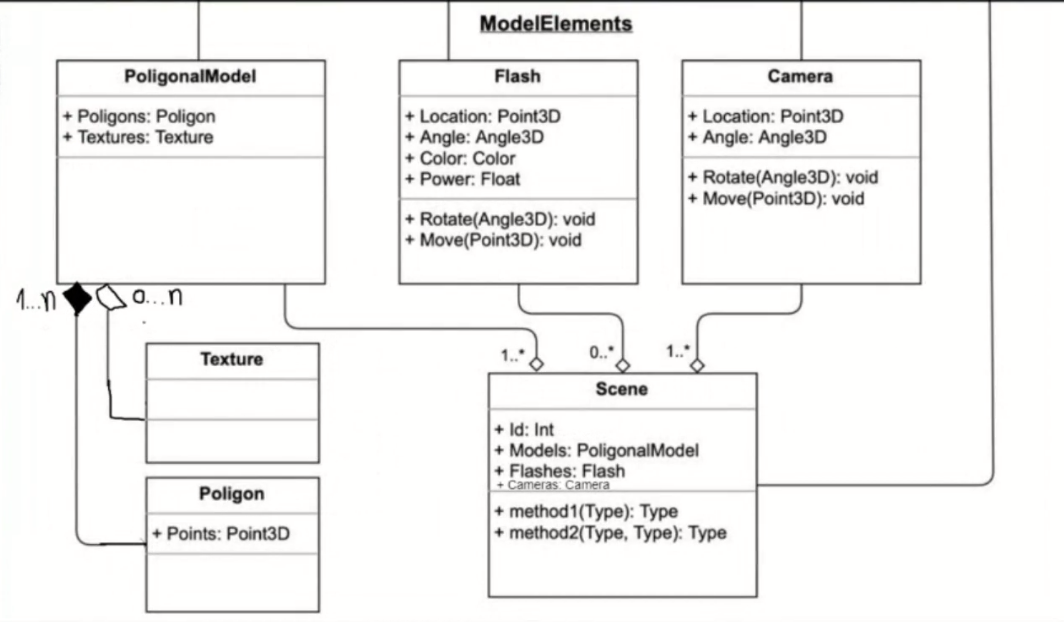 ModelElements
PoligonalModel
+ Poligons: Poligon
+ Textures: Texture
Flash
+ Location: Point3D
+ Angle: Angle3D
+ Color: Color
+ Power: Float
+ Rotate(Angle3D): void
+ Move(Point3D): void
Camera
+ Location: Point3D
+ Angle: Angle3D
+ Rotate(Angle3D): void
+ Move(Point3D): void
1...n
0...n
Texture
Poligon
+ Points: Point3D
1..*
0..*
1..*
Scene
+ Id: Int
+ Models: PoligonalModel
+ Flashes: Flash
+ Cameras: Camera
+ method1(Type): Type
+ method2(Type, Type): Type